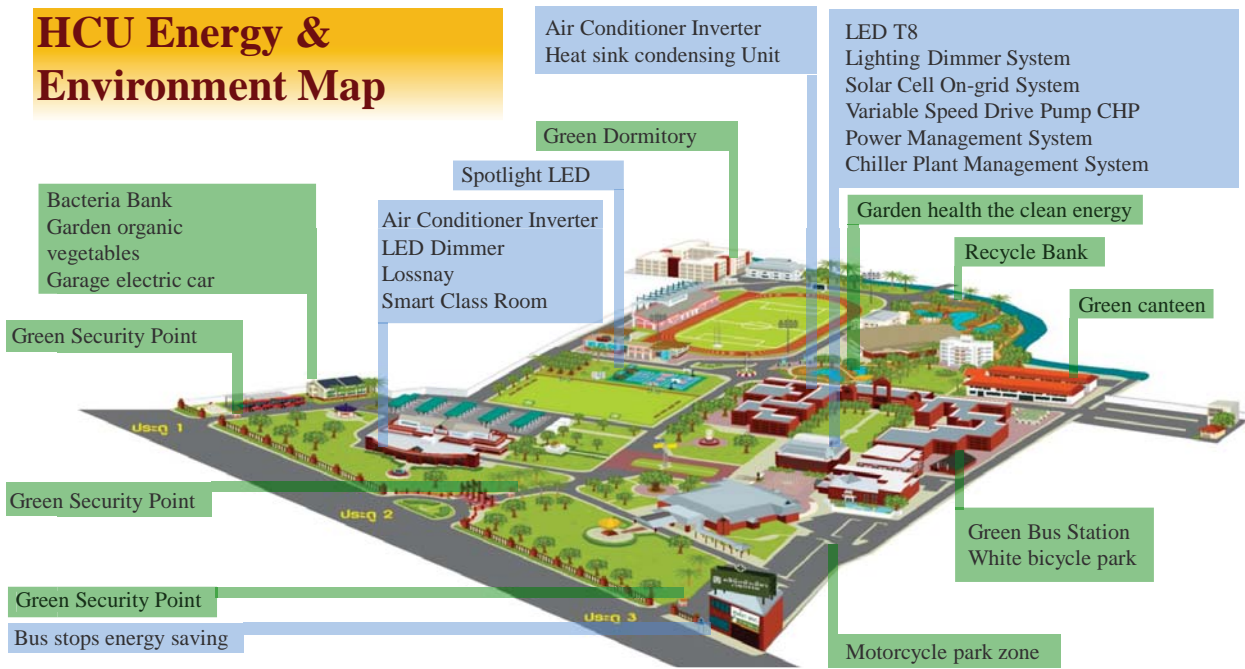 HCU Energy &
Environment Map
Air Conditioner Inverter
Heat sink condensing Unit
LED T8
Lighting Dimmer System
Solar Cell On-grid System
Variable Speed Drive Pump CHP
Power Management System
Chiller Plant Management System
Green Dormitory
Spotlight LED
Bacteria Bank
Garden organic
vegetables
Garage electric car
Air Conditioner Inverter
LED Dimmer
Lossnay
Smart Class Room
Garden health the clean energy
Recycle Bank
Green canteen
Green Security Point
ประตู 1
Green Security Point
ประตู 2
Green Bus Station
White bicycle park
Green Security Point
ประตู 3
Bus stops energy saving
Motorcycle park zone